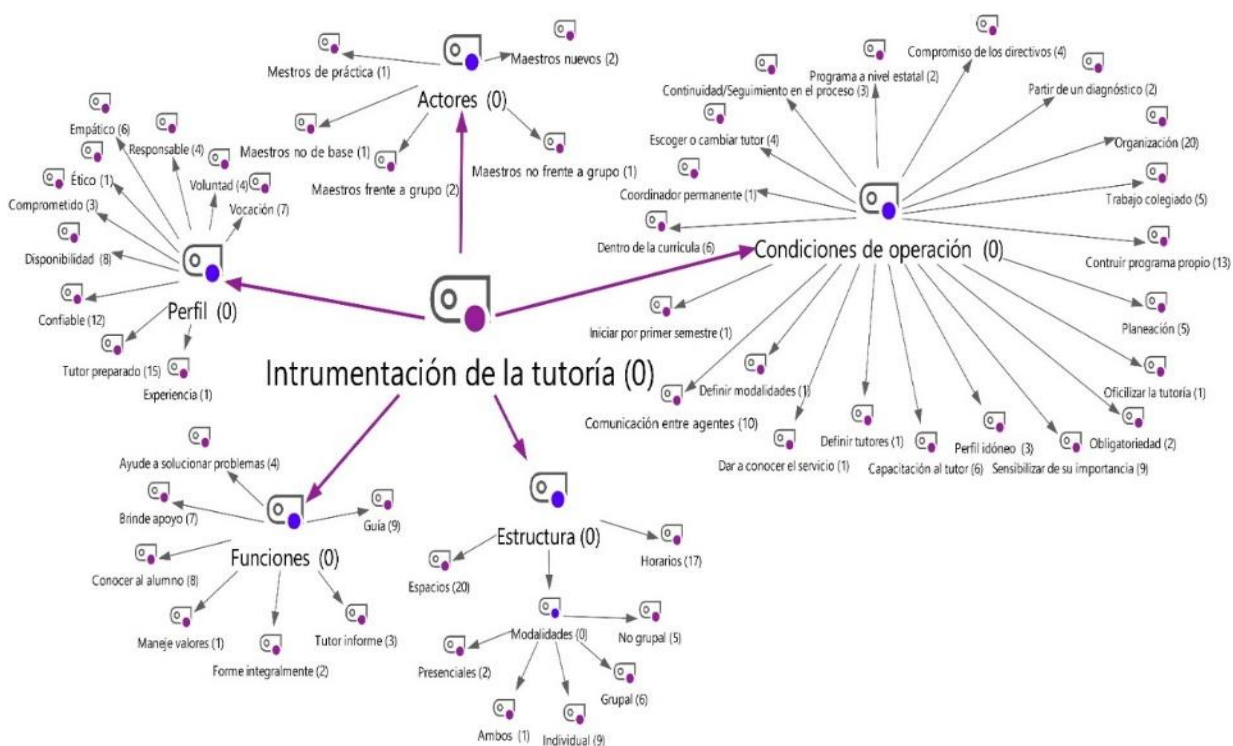 Maestros nuevos (2)
Mestros de práctica (1)
Actores (0)
Maestros no de base (1)
Maestros frente a grupo (2)
Maestros no frente a grupo (1)
Compromiso de los directivos (4)
Programa a nivel estatal (2)
Continuidad/Seguimiento en el proceso (3)
Partir de un diagnóstico (2)
Escoger o cambiar tutor (4)
Organización (20)
Coordinador permanente (1)
Trabajo colegiado (5)
Dentro de la curricula (6)
Condiciones de operación (0)
Contruir programa propio (13)
Iniciar por primer semestre (1)
Planeación (5)
Definir modalidades (1)
Oficilizar la tutoría (1)
Comunicación entre agentes (10)
Definir tutores (1)
Perfil idóneo (3)
Obligatoriedad (2)
Dar a conocer el servicio (1)
Capacitación al tutor (6)
Sensibilizar de su importancia (9)
Empático (6)
Responsable (4)
Ético (1)
Voluntad (4)
Comprometido (3)
Vocación (7)
Disponibilidad (8)
Perfil (0)
Confiable (12)
Tutor preparado (15)
Experiencia (1)
Intrumentación de la tutoría (0)
Ayude a solucionar problemas (4)
Brinde apoyo (7)
Guía (9)
Funciones (0)
Conocer al alumno (8)
Maneje valores (1)
Tutor informe (3)
Forme integralmente (2)
Estructura (0)
Horarios (17)
Espacios (20)
Modalidades (0)
No grupal (5)
Presenciales (2)
Grupal (6)
Ambos (1)
Individual (9)